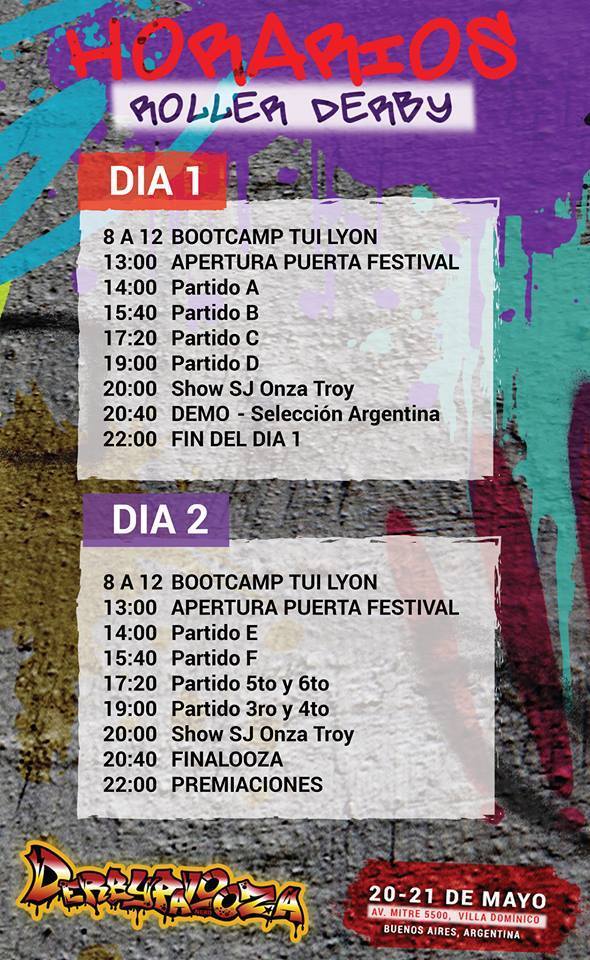 HORARIOS
ROLLER DERBY
DIA 1
8 A 12 BOOTCAMP TUI LYON
13:00 APERTURA PUERTA FESTIVAL
14:00 Partido A
15:40 Partido B
17:20 Partido C
19:00 Partido D
20:00 Show SJ Onza Troy
20:40 DEMO - Selección Argentina
22:00 FIN DEL DIA 1
DIA 2
8 A 12 BOOTCAMP TUI LYON
13:00 APERTURA PUERTA FESTIVAL
14:00 Partido E
15:40 Partido F
17:20 Partido 5to y 6to
19:00 Partido 3ro y 4to
20:00 Show SJ Onza Troy
20:40 FINALOOZA
22:00 PREMIACIONES
DERBYPALOOZA
20-21 DE MAYO
AV. MITRE 5500, VILLA DOMÍNICO
BUENOS AIRES, ARGENTINA